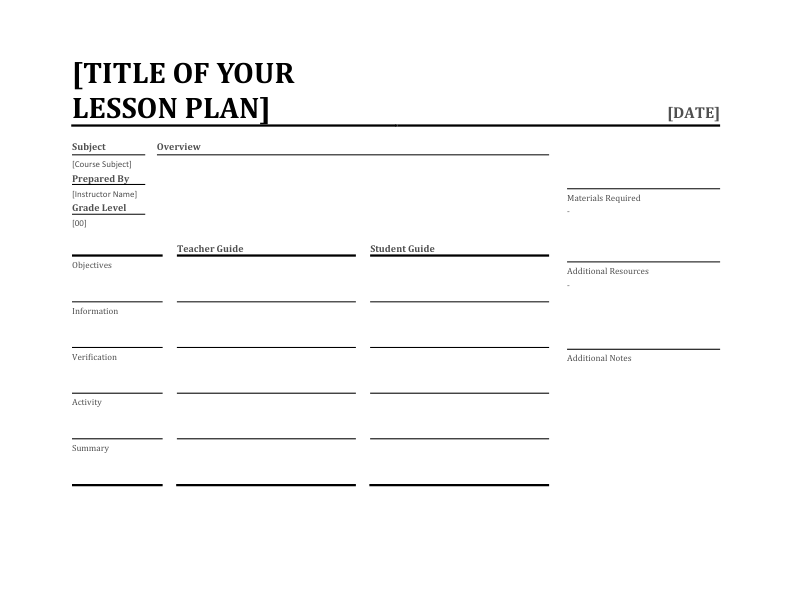 [TITLE OF YOUR
LESSON PLAN]
[DATE]
Subject
Overview
[Course Subject]
Prepared By
[Instructor Name]
Grade Level
[00]
Materials Required
-
Additional Resources
-
Additional Notes
Teacher Guide
Student Guide
Objectives
Information
Verification
Activity
Summary